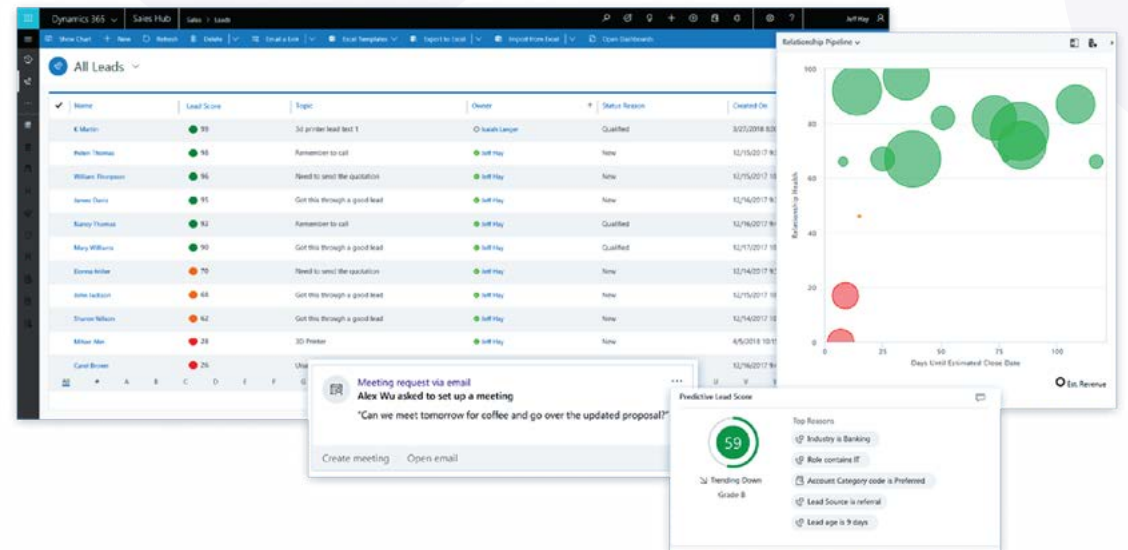 Dynamics 365 Sales Hub Sales > Leads ? Jeff Hay
Show Chart + New Refresh Delete Email a Link Excel Templates Export to Excel Import from Excel Open Dashboards
All Leads
Name Lead Score Topic Owner Status Reason Created On
K Martin 98 3d printer lead text 1 Isaiah Langer Qualified 3/27/2018
Helen Thomas 98 Remember to call Jeff Hay New 12/15/2017
William Thompson 96 Need to send the quotation Jeff Hay New 12/15/2017
James Davis 95 Got this through a good lead Jeff Hay New 12/16/2017
Nancy Thomas 92 Remember to call Jeff Hay Qualified 12/16/2017
Mary Williams 90 Got this through a good lead Jeff Hay Qualified 12/17/2017
Donna Miller 70 Need to send the quotation Jeff Hay New 12/14/2017
John Jackson 68 Got this through a good lead Jeff Hay New 12/15/2017
Sharon Wilson 62 Got this through a good lead Jeff Hay New 12/14/2017
28 3D Printer Jeff Hay New 4/5/2018
Carol Brown 26 12/16/2017
All # A B C D E F G U V
Relationship Pipeline
100
80
60
40
20
0
Relationship Health
0 25 50 75 100
Days Until Estimated Close Date
Est. Revenue
Meeting request via email
Alex Wu asked to set up a meeting
"Can we meet tomorrow for coffee and go over the updated proposal?"
Create meeting Open email
Predictive Lead Score
59
Trending Down
Grade B
Top Reasons
Industry is Banking
Role contains IT
Account Category code is Preferred
Lead Source is referral
Lead age is 9 days